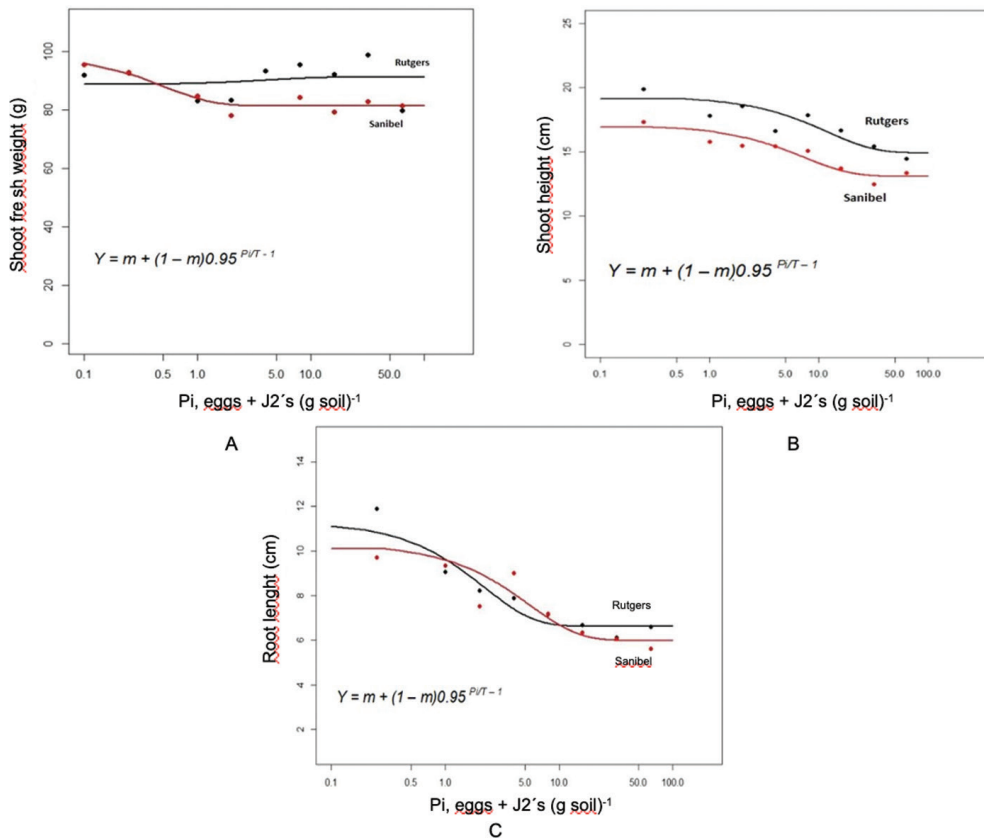 Shoot fre sh weight (g)
100
80
60
40
20
0
Rutgers
Sanibel
Y = m + (1 – m)0.95 Pi/T - 1
0.1
0.5
1.0
5.0
10.0
50.0
Pi, eggs + J2´s (g soil)-1
A
Shoot height (cm)
25
20
15
10
5
0
Rutgers
Sanibel
Y = m + (1 – m)0.95 Pi/T – 1
0.1
0.5
1.0
5.0
10.0
50.0
100.0
Pi, eggs + J2´s (g soil)-1
B
Root lenght (cm)
14
12
10
8
6
4
2
Rutgers
Sanibel
Y = m + (1 – m)0.95 Pi/T – 1
0.1
0.5
1.0
5.0
10.0
50.0
100.0
Pi, eggs + J2´s (g soil)-1
C